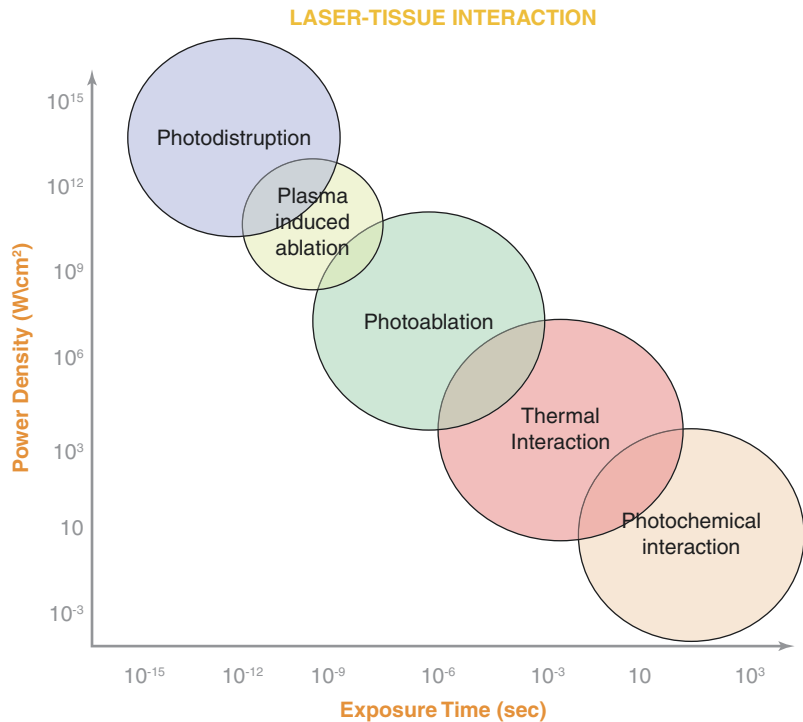 LASER-TISSUE INTERACTION
10¹⁵
10¹²
10⁹
10⁶
10³
10
10⁻³
Power Density (W\cm²)
Photodistruption
Plasma
induced
ablation
Photoablation
Thermal
Interaction
Photochemical
interaction
10⁻¹⁵
10⁻¹²
10⁻⁹
10⁻⁶
10⁻³
10
10³
Exposure Time (sec)